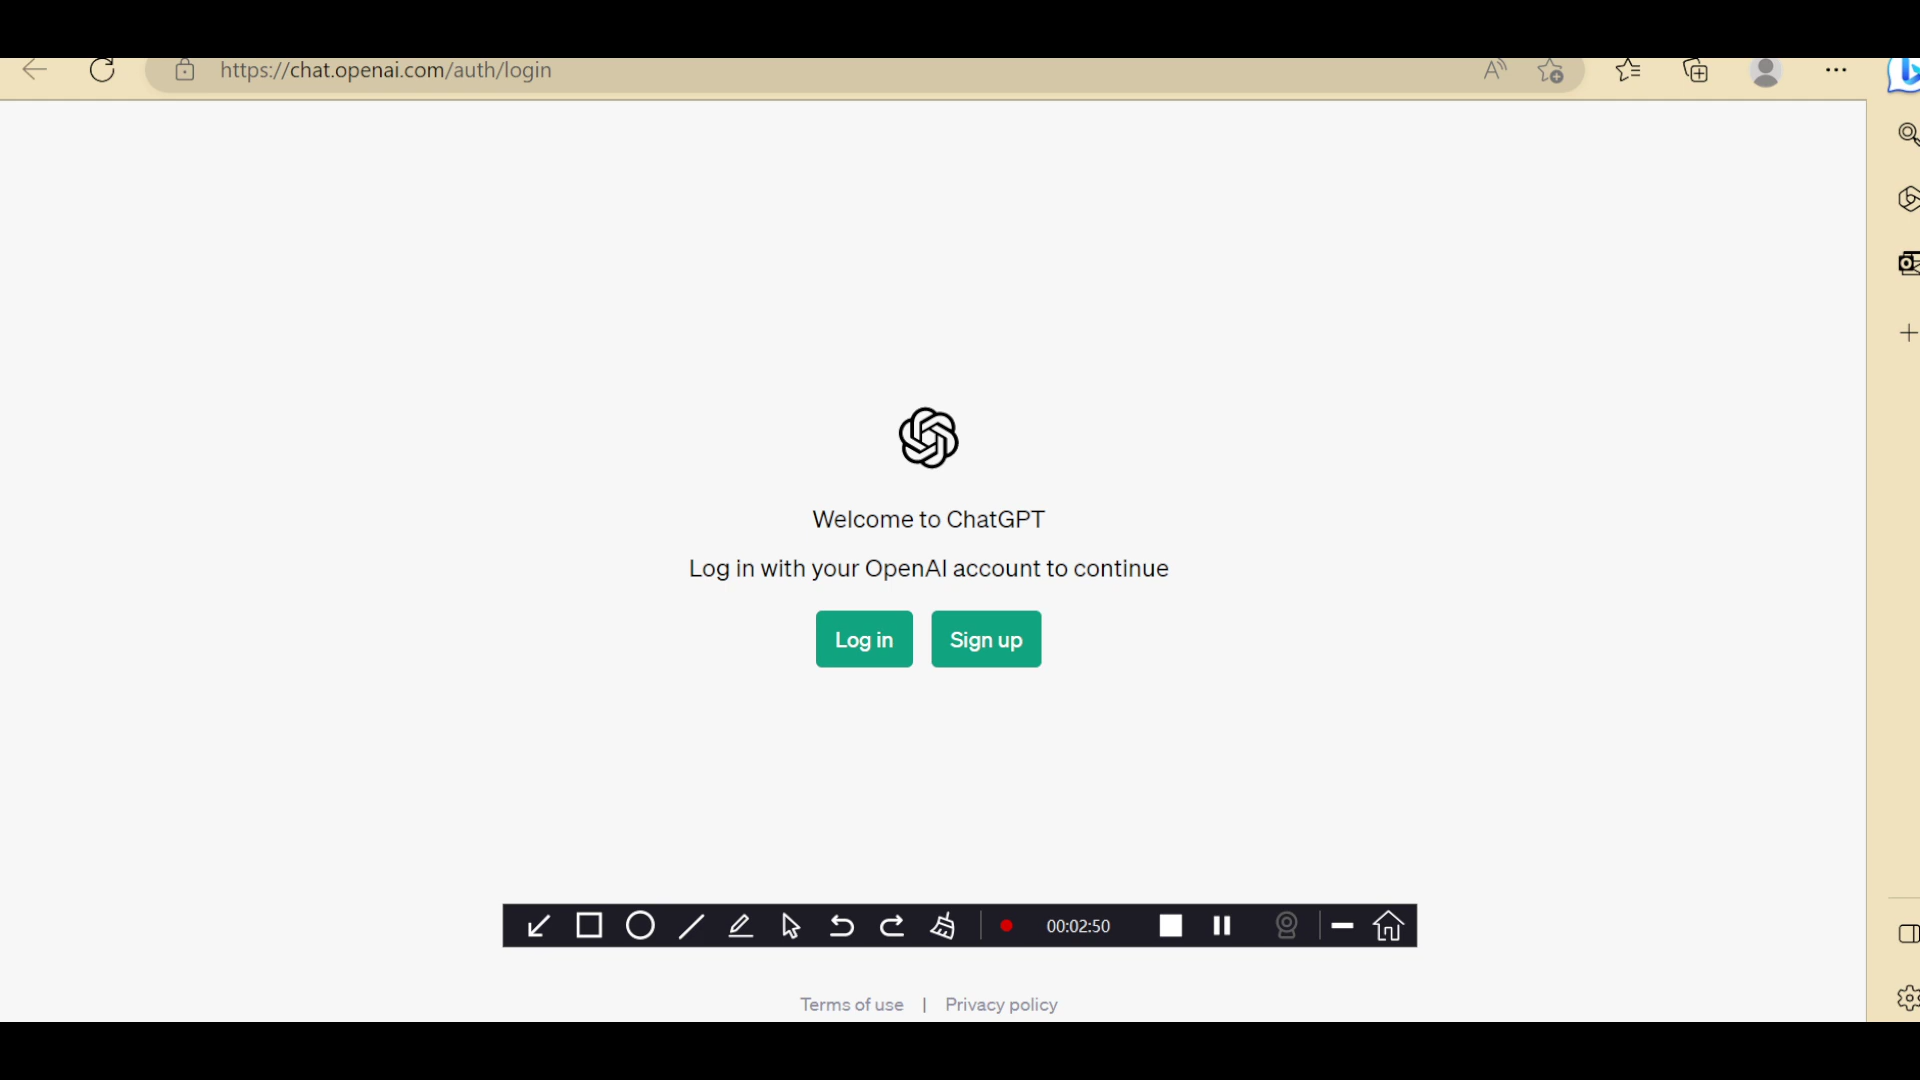 https://chat.openai.com/auth/login
Welcome to ChatGPT
Log in with your OpenAI account to continue
Log in Sign up
00:02:50
Terms of use | Privacy policy